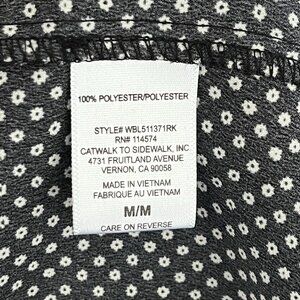 100% POLYESTER/POLYESTER
STYLE# WBL511371RK
RN# 114574
CATWALK TO SIDEWALK, INC
4731 FRUITLAND AVENUE
VERNON, CA 90058
MADE IN VIETNAM
FABRIQUE AU VIETNAM
M/M
CARE ON REVERSE